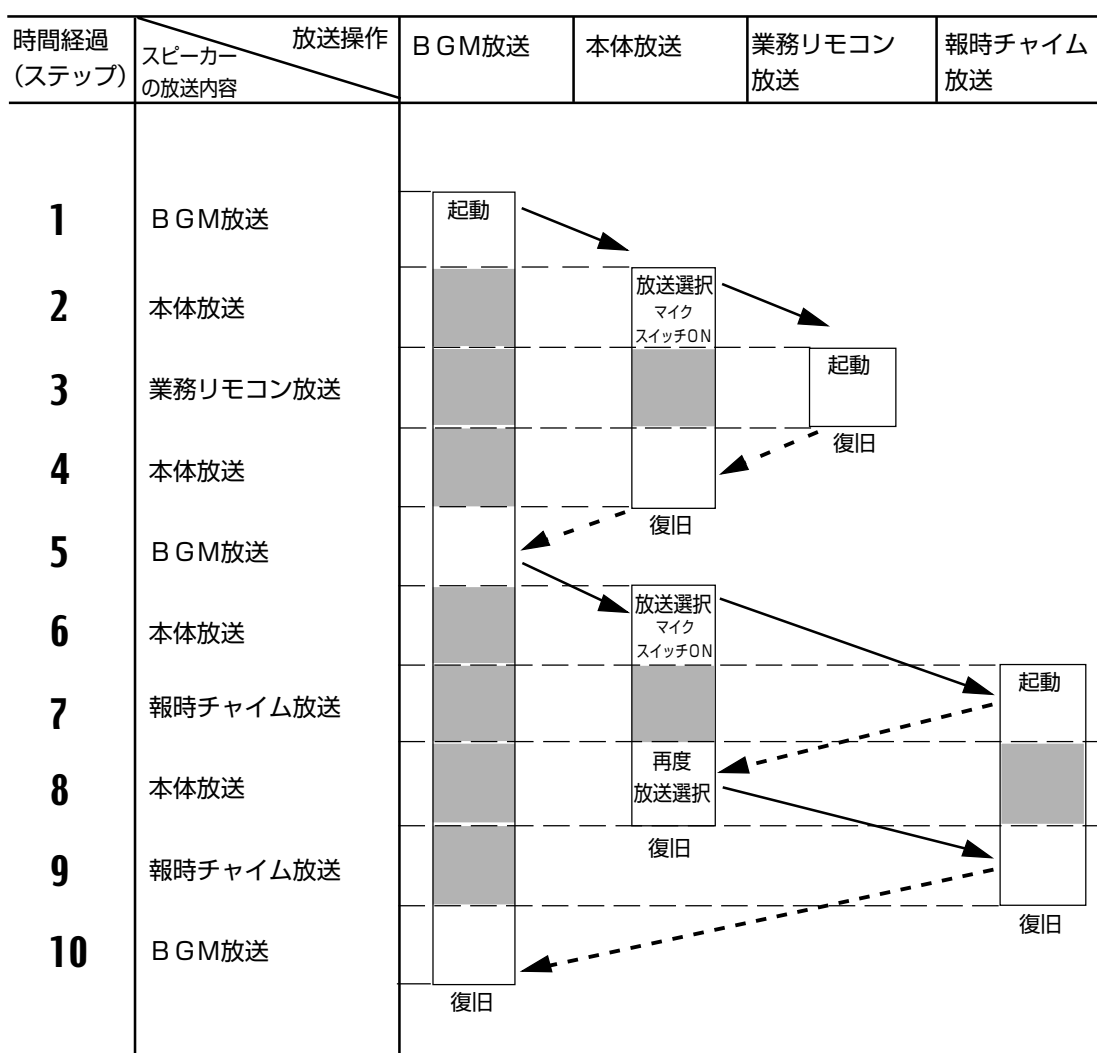 時間経過
(ステップ)
放送操作
スピーカー
の放送内容
ＢＧＭ放送
本体放送
業務リモコン
放送
報時チャイム
放送
1
ＢＧＭ放送
起動
2
本体放送
放送選択
マイク
スイッチＯＮ
3
業務リモコン放送
起動
復旧
4
本体放送
復旧
5
ＢＧＭ放送
6
本体放送
放送選択
マイク
スイッチＯＮ
7
報時チャイム放送
起動
8
本体放送
再度
放送選択
復旧
9
報時チャイム放送
復旧
10
ＢＧＭ放送
復旧